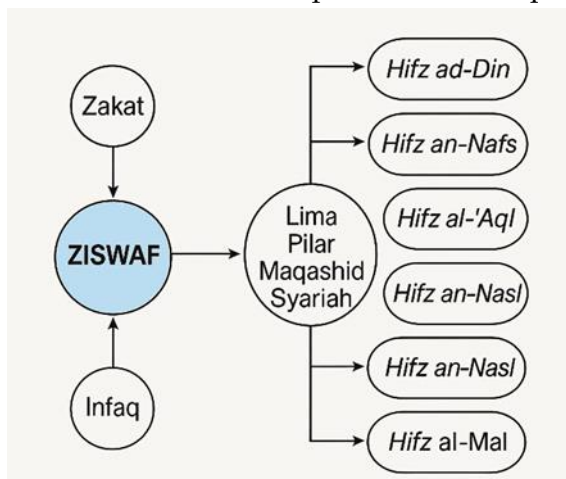 Zakat
ZISWAF
Infaq
Lima
Pilar
Maqashid
Syariah
Hifz ad-Din
Hifz an-Nafs
Hifz al-'Aql
Hifz an-Nasl
Hifz an-Nasl
Hifz al-Mal